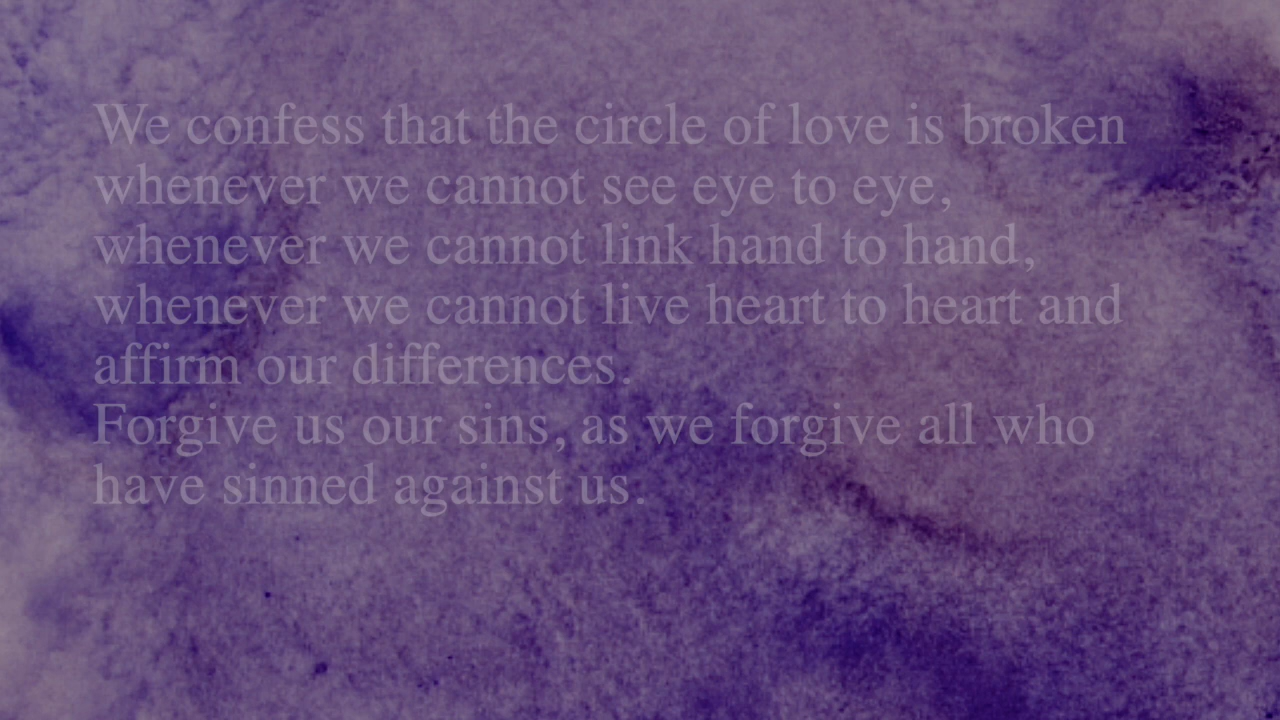 We confess that the circle of love is broken
whenever we cannot see eye to eye,
whenever we cannot link hand to hand,
whenever we cannot live heart to heart and
affirm our differences.
Forgive us our sins, as we forgive all who
have sinned against us.